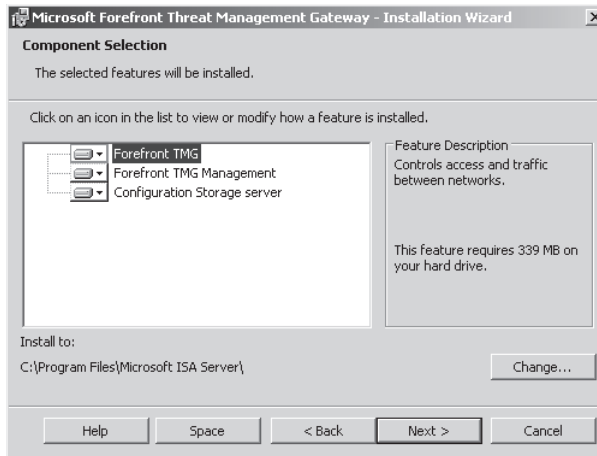 Microsoft Forefront Threat Management Gateway - Installation Wizard
Component Selection
The selected features will be installed.
Click on an icon in the list to view or modify how a feature is installed.
Forefront TMG
Forefront TMG Management
Configuration Storage server
Feature Description
Controls access and traffic
between networks.
This feature requires 339 MB on
your hard drive.
Install to:
C:\Program Files\Microsoft ISA Server\
Change...
Help
Space
< Back
Next >
Cancel